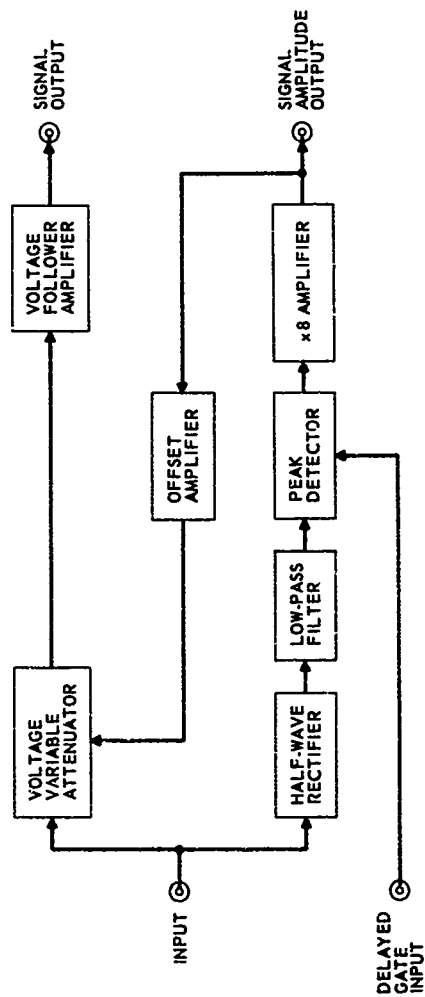 INPUT
DELAYED
GATE
INPUT
VOLTAGE
VARIABLE
ATTENUATOR
VOLTAGE
FOLLOWER
AMPLIFIER
SIGNAL
OUTPUT
OFFSET
AMPLIFIER
HALF-WAVE
RECTIFIER
LOW-PASS
FILTER
PEAK
DETECTOR
x8 AMPLIFIER
SIGNAL
AMPLITUDE
OUTPUT